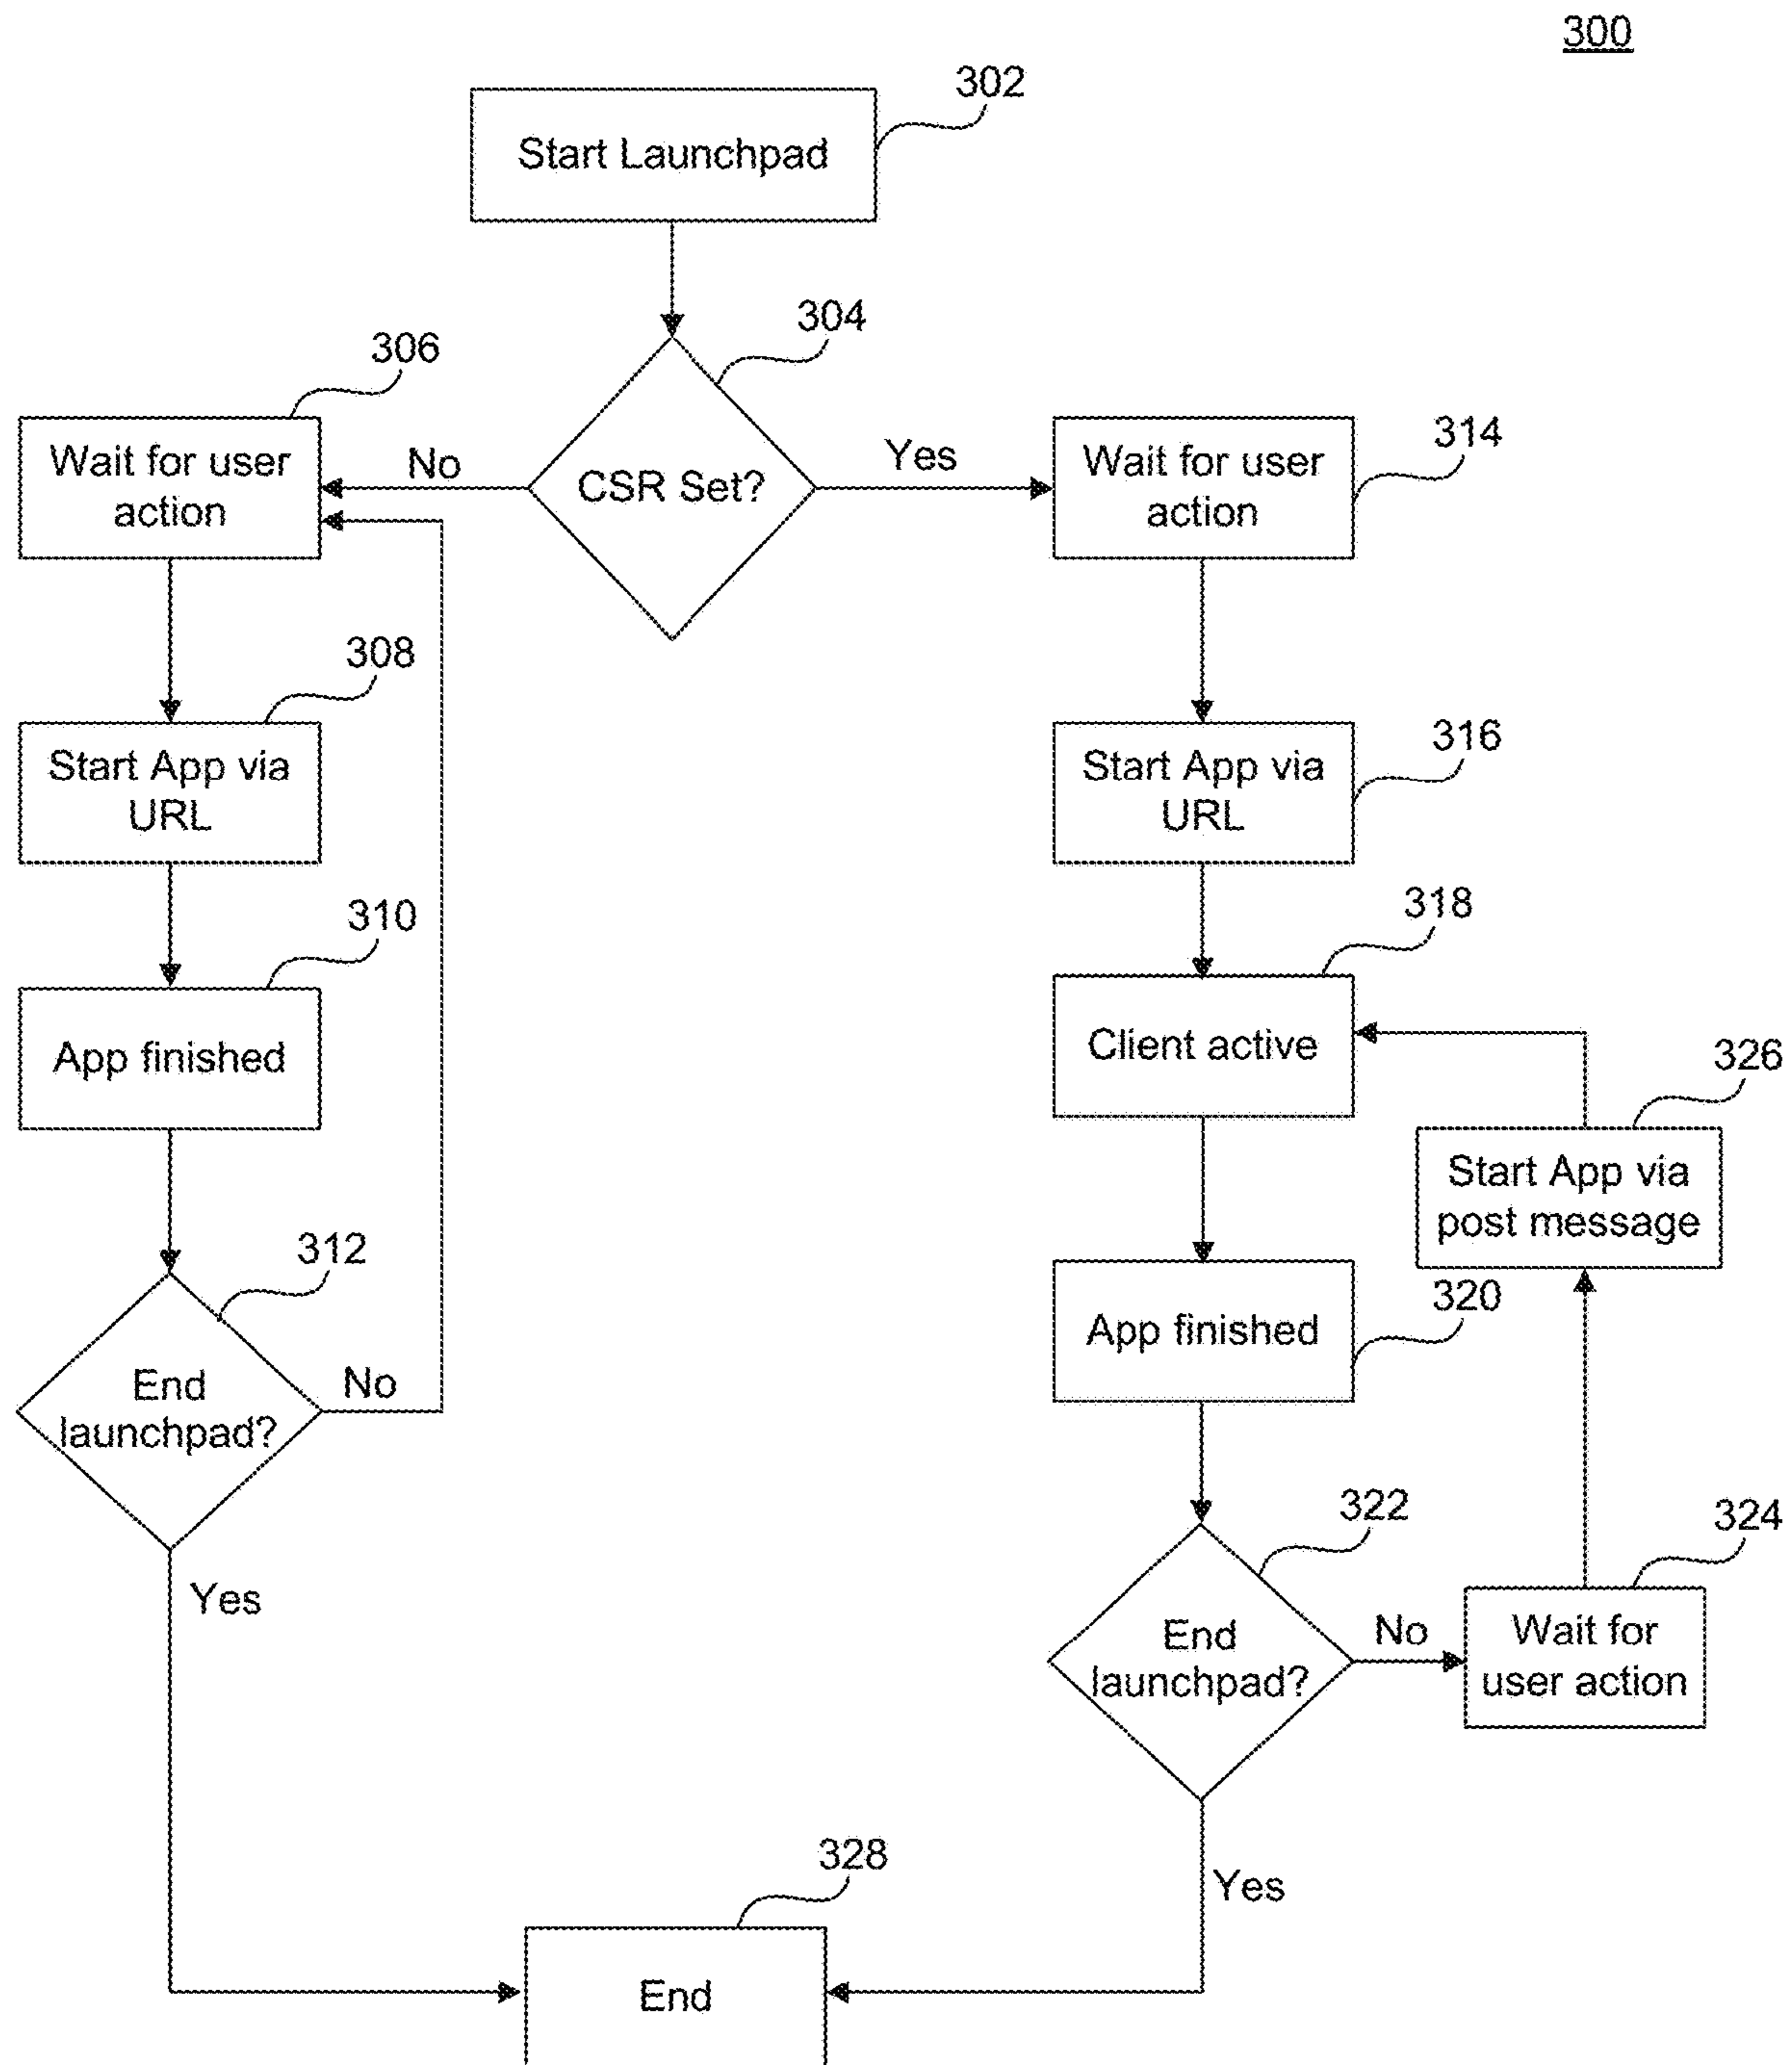 300
302
Start Launchpad
304
306
314
Wait for user
action
No
CSR Set?
Yes
Wait for user
action
308
316
Start App via
URL
Start App via
URL
310
318
App finished
Client active
326
Start App via
post message
312
320
App finished
End
launchpad?
No
322
324
Yes
End
launchpad?
No
Wait for
user action
328
Yes
End